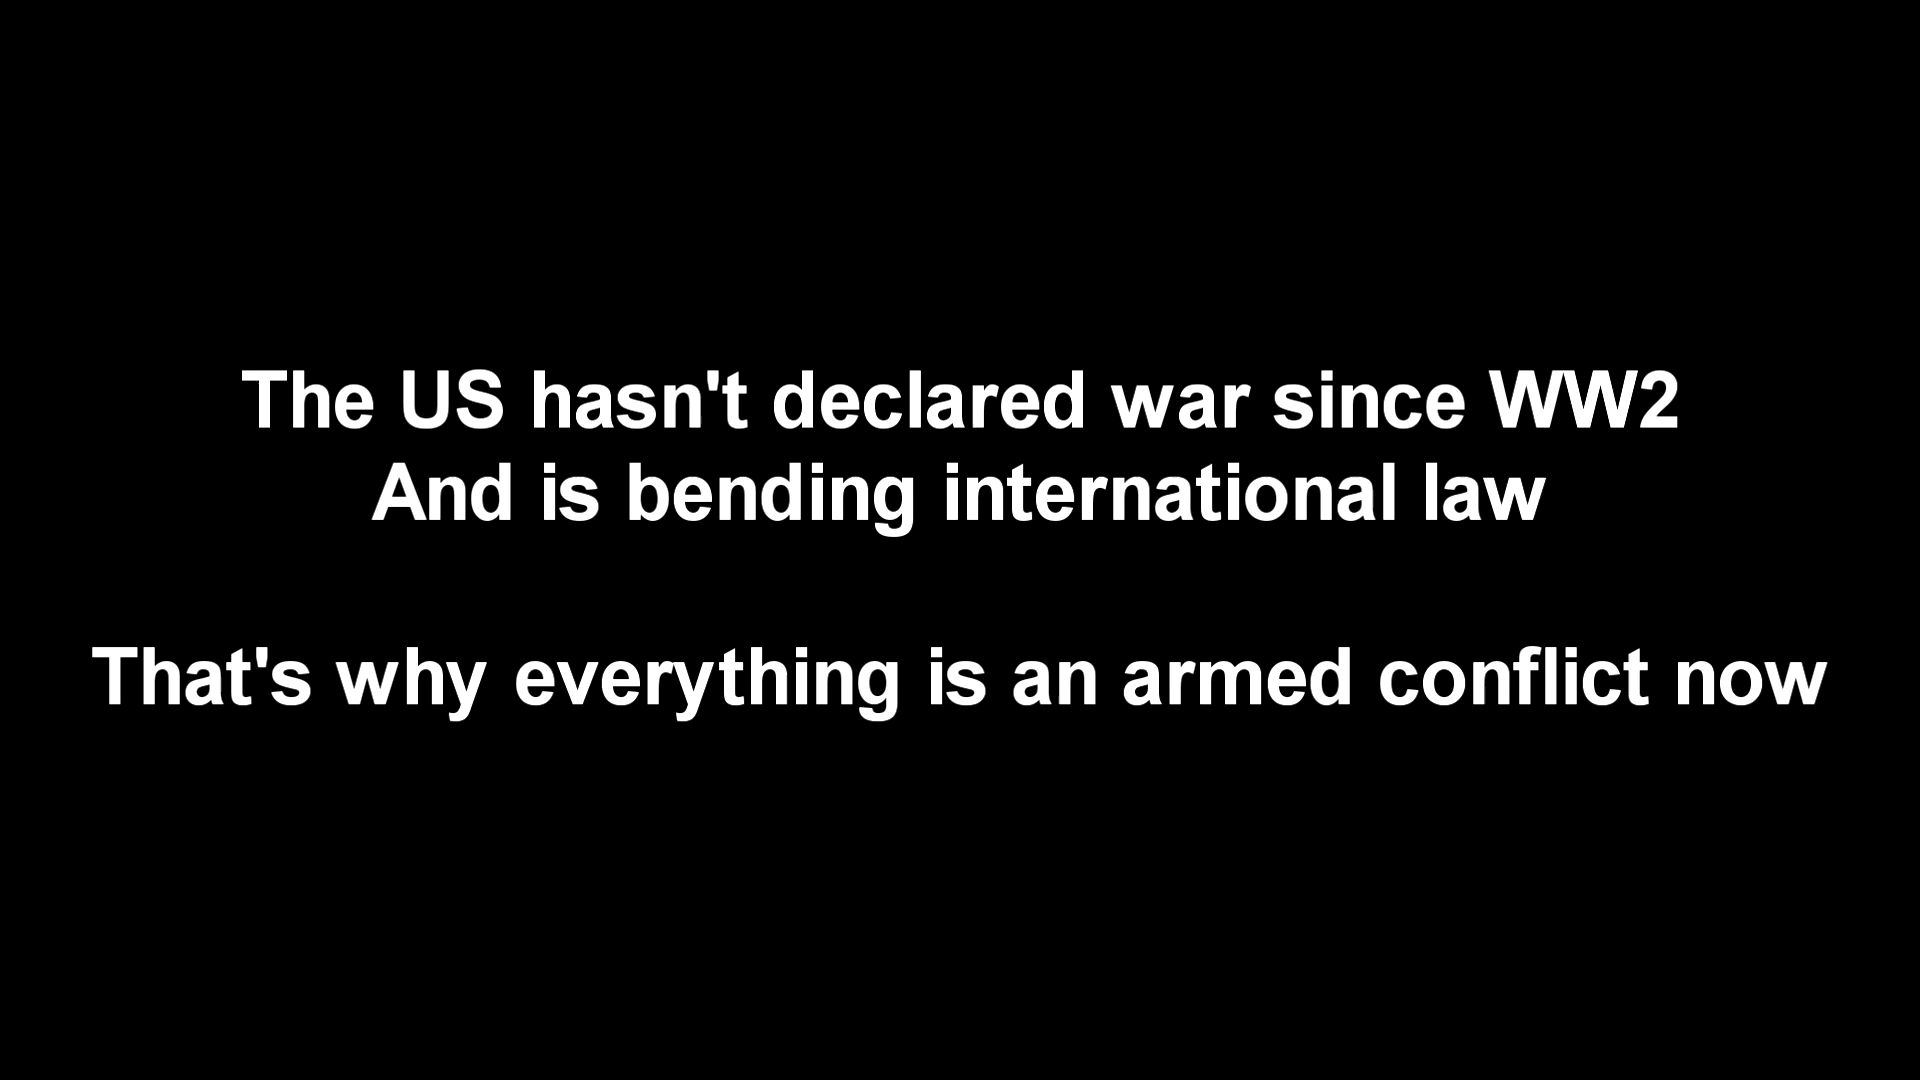 The US hasn't declared war since WW2
And is bending international law
That's why everything is an armed conflict now